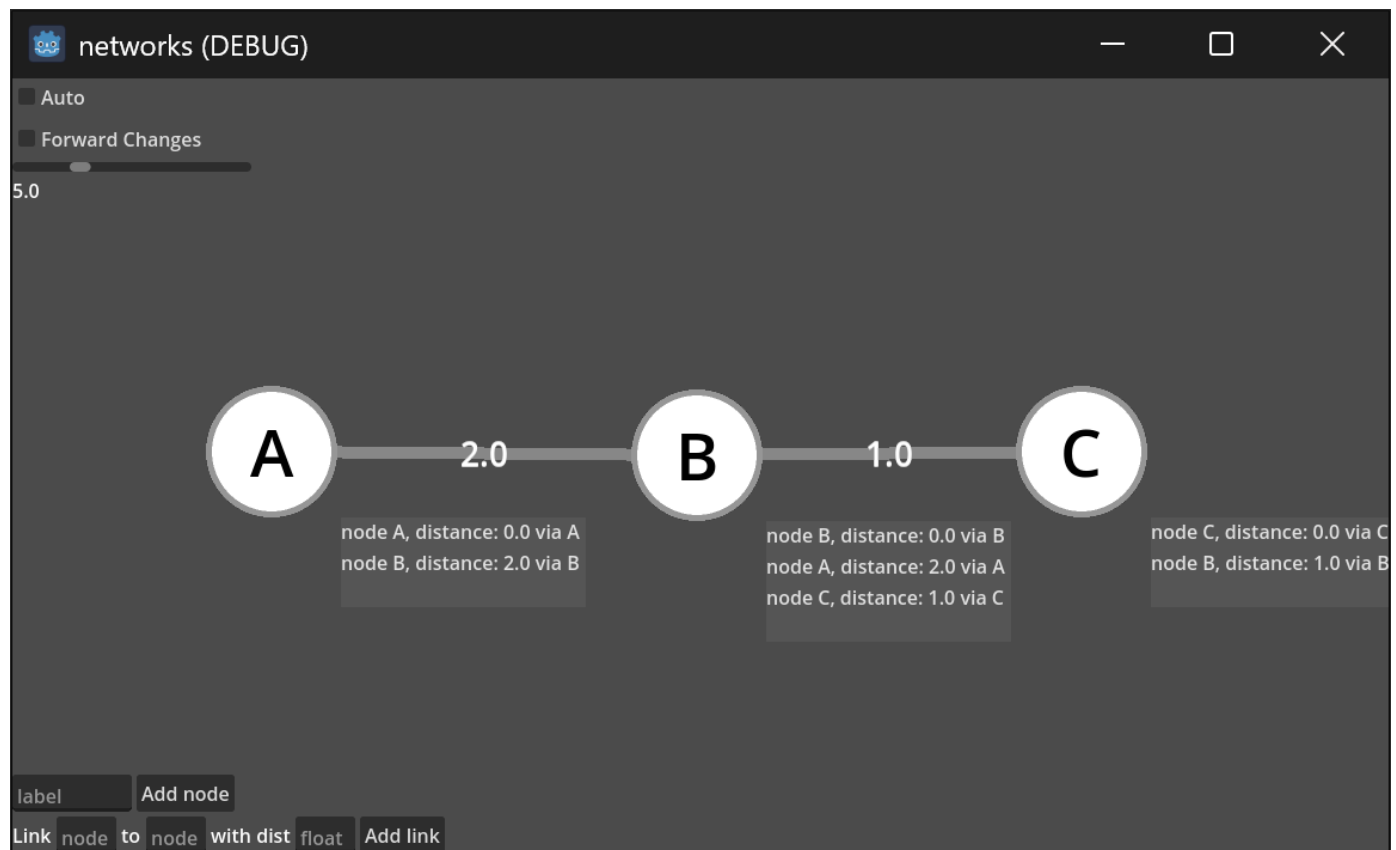 networks (DEBUG)
Auto
Forward Changes
5.0
A
2.0
B
1.0
C
node A, distance: 0.0 via A
node B, distance: 2.0 via B
node B, distance: 0.0 via B
node A, distance: 2.0 via A
node C, distance: 1.0 via C
node C, distance: 0.0 via C
node B, distance: 1.0 via B
label Add node
Link node to node with dist float Add link